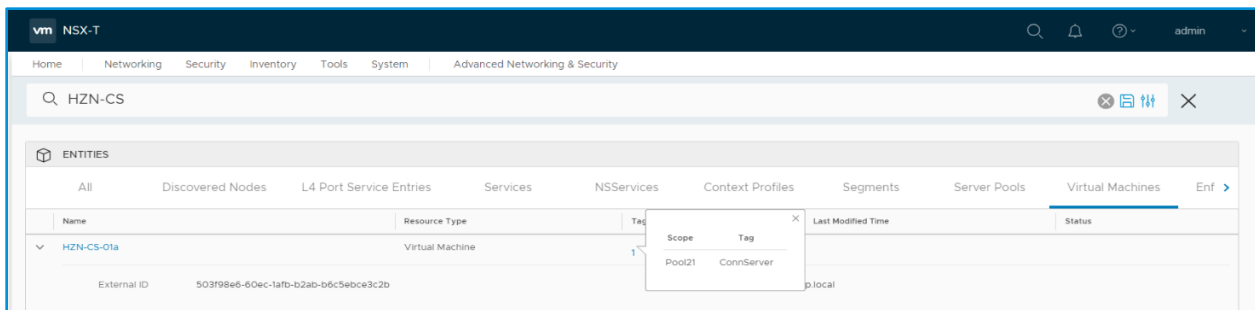 vm NSX-T admin
Home Networking Security Inventory Tools System Advanced Networking & Security
HZN-CS
ENTITIES
All Discovered Nodes L4 Port Service Entries Services NSServices Context Profiles Segments Server Pools Virtual Machines Enf
Name Resource Type Tag Last Modified Time Status
HZN-CS-01a Virtual Machine 1
Scope Tag
Pool21 ConnServer
External ID 503f98e6-60ec-1afb-b2ab-b6c5ebce3c2b p.local